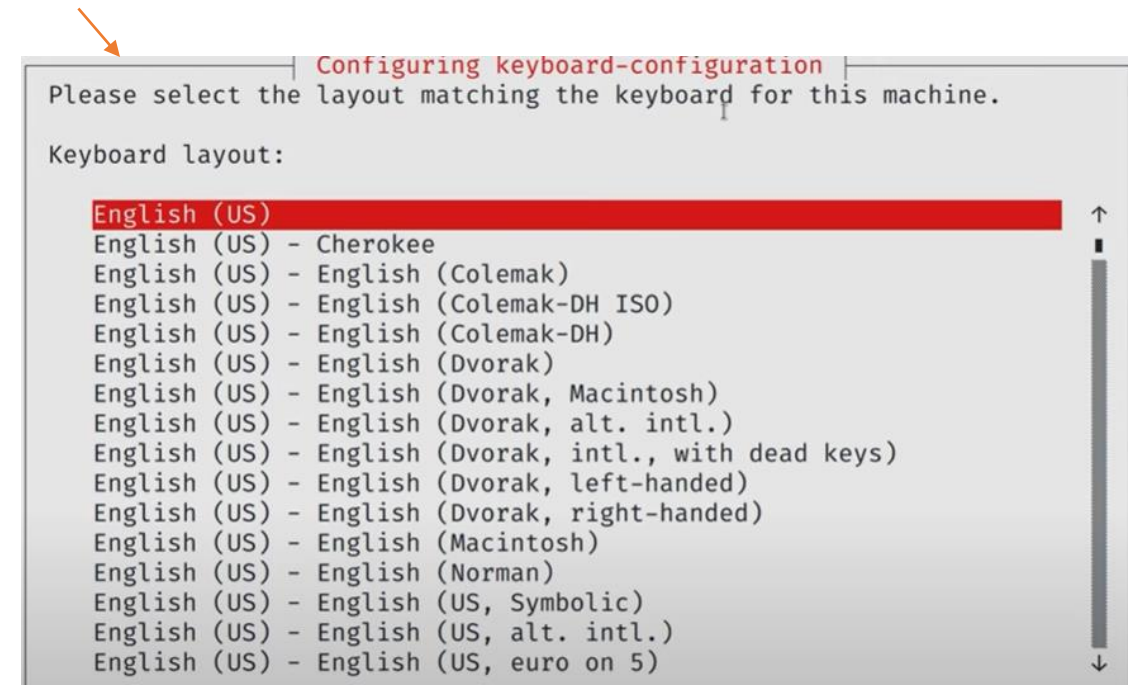 Configuring keyboard-configuration
Please select the layout matching the keyboard for this machine.
Keyboard layout:
English (US)
English (US) - Cherokee
English (US) - English (Colemak)
English (US) - English (Colemak-DH ISO)
English (US) - English (Colemak-DH)
English (US) - English (Dvorak)
English (US) - English (Dvorak, Macintosh)
English (US) - English (Dvorak, alt. intl.)
English (US) - English (Dvorak, intl., with dead keys)
English (US) - English (Dvorak, left-handed)
English (US) - English (Dvorak, right-handed)
English (US) - English (Macintosh)
English (US) - English (Norman)
English (US) - English (US, Symbolic)
English (US) - English (US, alt. intl.)
English (US) - English (US, euro on 5)